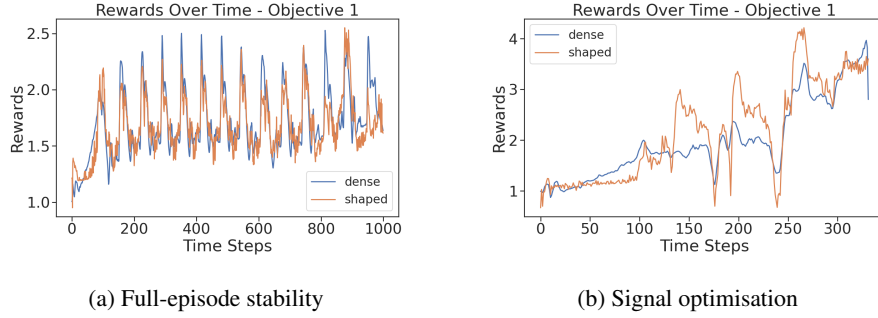 Rewards Over Time - Objective 1
Rewards
2.5
2.0
1.5
1.0
dense
shaped
0
200
400
600
800
1000
Time Steps
(a) Full-episode stability
Rewards Over Time - Objective 1
Rewards
4
3
2
1
dense
shaped
0
50
100
150
200
250
300
Time Steps
(b) Signal optimisation